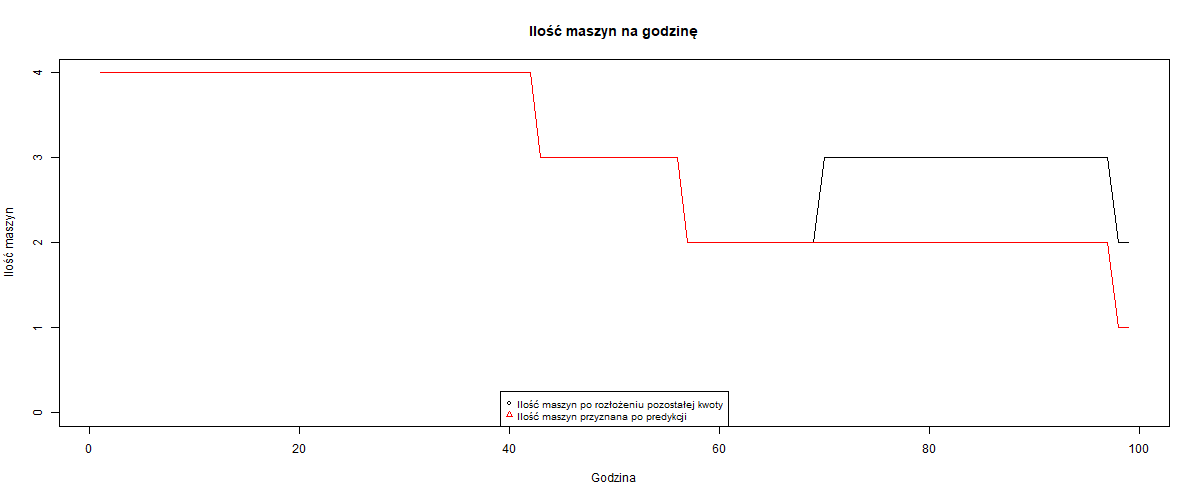 Ilość maszyn na godzinę
Ilość maszyn
4
3
2
1
0
Ilość maszyn po rozłożeniu pozostałej kwoty
Ilość maszyn przyznana po predykcji
0 20 40 60 80 100
Godzina